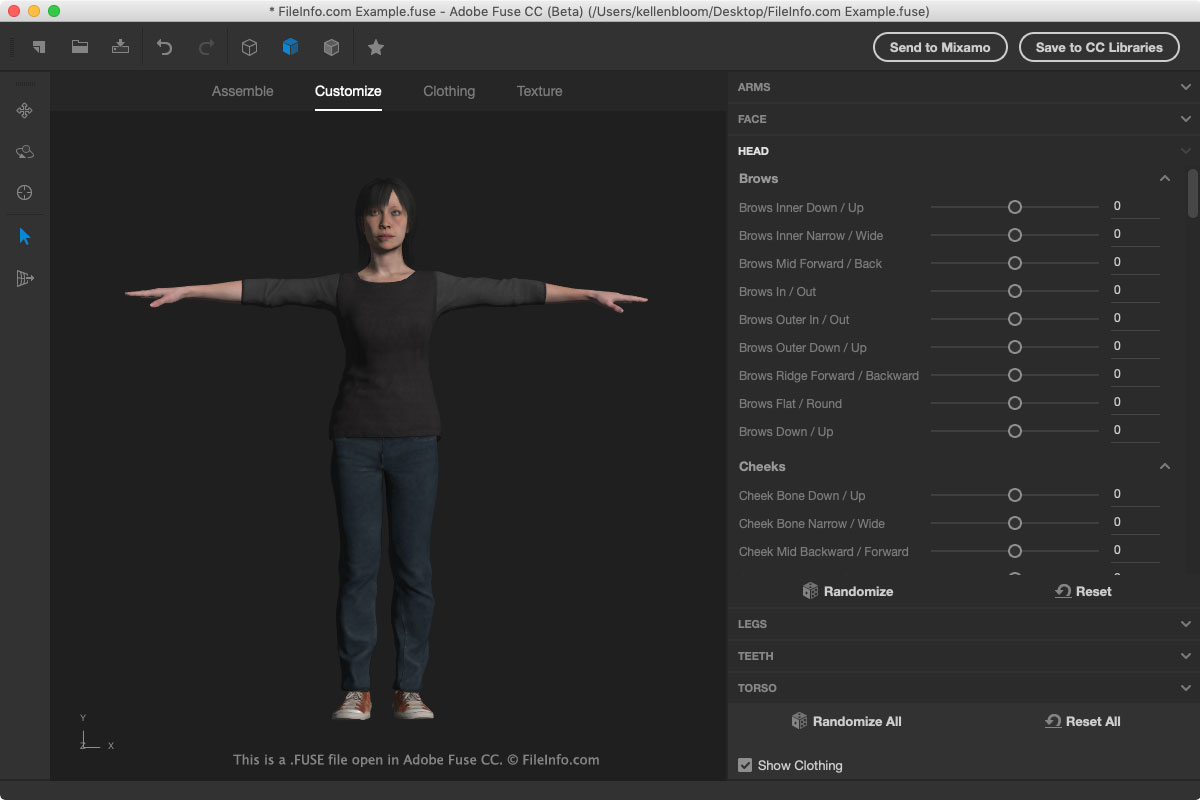 * FileInfo.com Example.fuse - Adobe Fuse CC (Beta) (/Users/kellenbloom/Desktop/FileInfo.com Example.fuse)
Send to Mixamo
Save to CC Libraries
Assemble
Customize
Clothing
Texture
ARMS
FACE
HEAD
Brows
Brows Inner Down / Up 0
Brows Inner Narrow / Wide 0
Brows Mid Forward / Back 0
Brows In / Out 0
Brows Outer In / Out 0
Brows Outer Down / Up 0
Brows Ridge Forward / Backward 0
Brows Flat / Round 0
Brows Down / Up 0
Cheeks
Cheek Bone Down / Up 0
Cheek Bone Narrow / Wide 0
Cheek Mid Backward / Forward 0
Randomize
Reset
LEGS
TEETH
TORSO
Randomize All
Reset All
Show Clothing
Y
Z X
This is a .FUSE file open in Adobe Fuse CC. © FileInfo.com